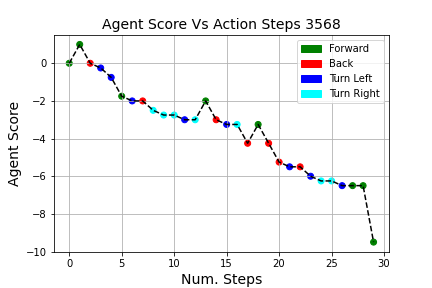 Agent Score Vs Action Steps 3568
Forward
Back
Turn Left
Turn Right
Agent Score
0
−2
−4
−6
−8
−10
0 5 10 15 20 25 30
Num. Steps